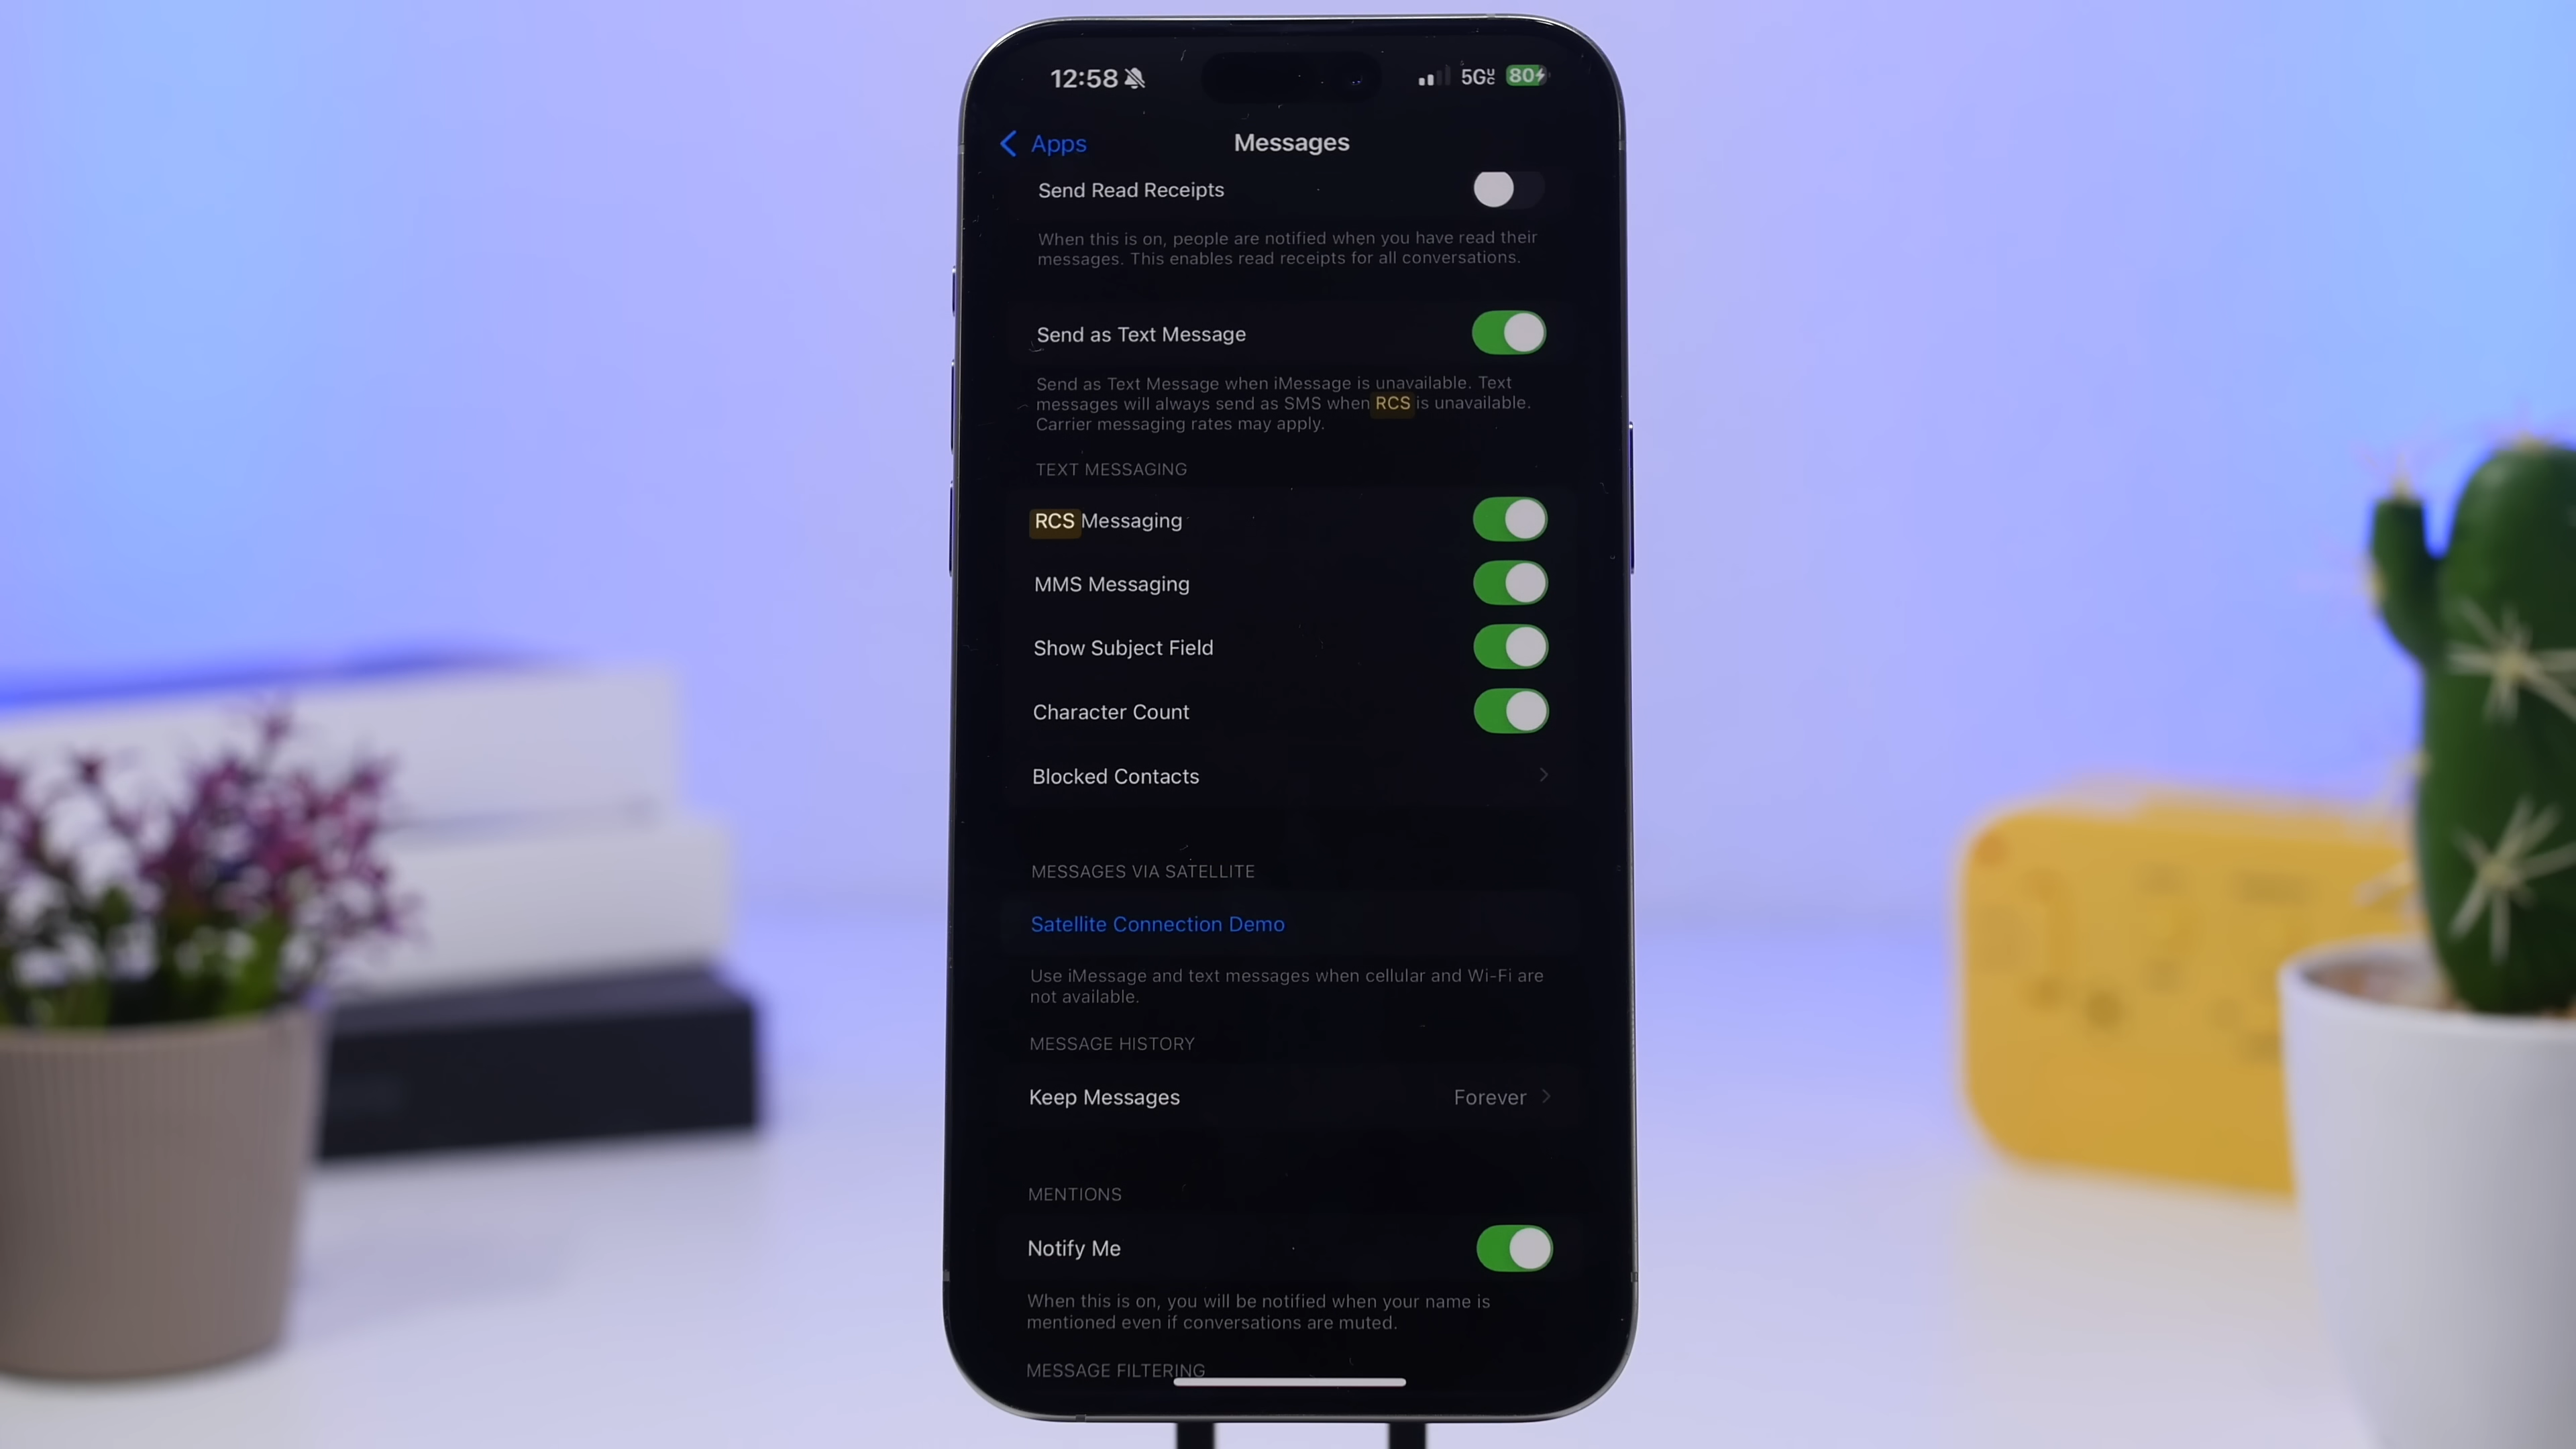 12:58
5G UC 80
Apps
Messages
Send Read Receipts
When this is on, people are notified when you have read their
messages. This enables read receipts for all conversations.
Send as Text Message
Send as Text Message when iMessage is unavailable. Text
messages will always send as SMS when RCS is unavailable.
Carrier messaging rates may apply.
TEXT MESSAGING
RCS Messaging
MMS Messaging
Show Subject Field
Character Count
Blocked Contacts
MESSAGES VIA SATELLITE
Satellite Connection Demo
Use iMessage and text messages when cellular and Wi-Fi are
not available.
MESSAGE HISTORY
Keep Messages Forever
MENTIONS
Notify Me
When this is on, you will be notified when your name is
mentioned even if conversations are muted.
MESSAGE FILTERING